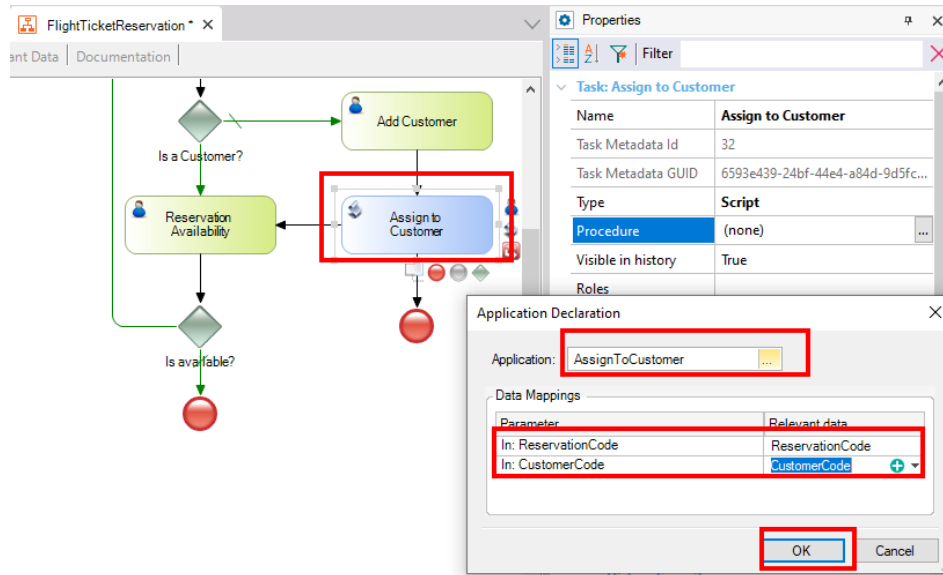 FlightTicketReservation *
ant Data
Documentation
Is a Customer?
Add Customer
Reservation
Availability
Assign to
Customer
Is available?
Properties
Filter
Task: Assign to Customer
Name
Assign to Customer
Task Metadata Id
32
Task Metadata GUID
6593e439-24bf-44e4-a84d-9d5fc...
Type
Script
Procedure
(none)
...
Visible in history
True
Roles
Application Declaration
Application:
AssignToCustomer
...
Data Mappings
Parameter
Relevant data
In: ReservationCode
ReservationCode
In: CustomerCode
CustomerCode
OK
Cancel